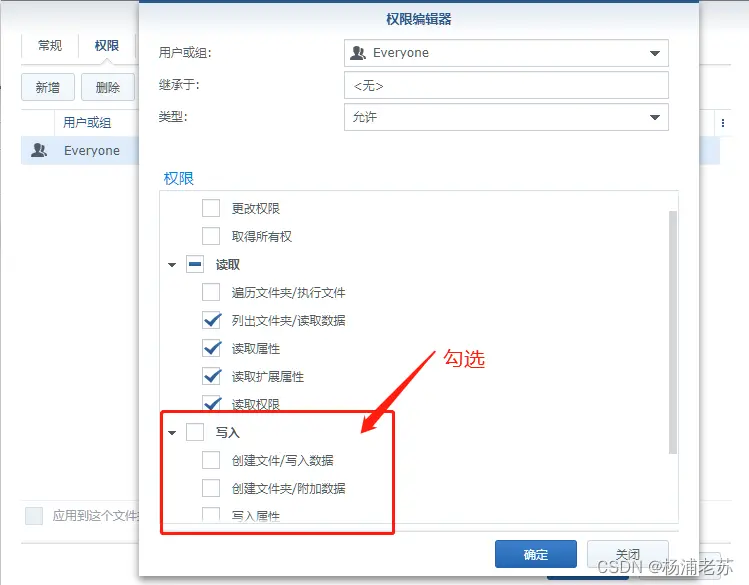 权限编辑器
常规
权限
新增
删除
用户或组
Everyone
用户或组:
Everyone
继承于:
<无>
类型:
允许
权限
更改权限
取得所有权
读取
遍历文件夹/执行文件
列出文件夹/读取数据
读取属性
读取扩展属性
读取权限
勾选
写入
创建文件/写入数据
创建文件夹/附加数据
写入属性
应用到这个文件
确定
关闭
CSDN @杨浦老苏